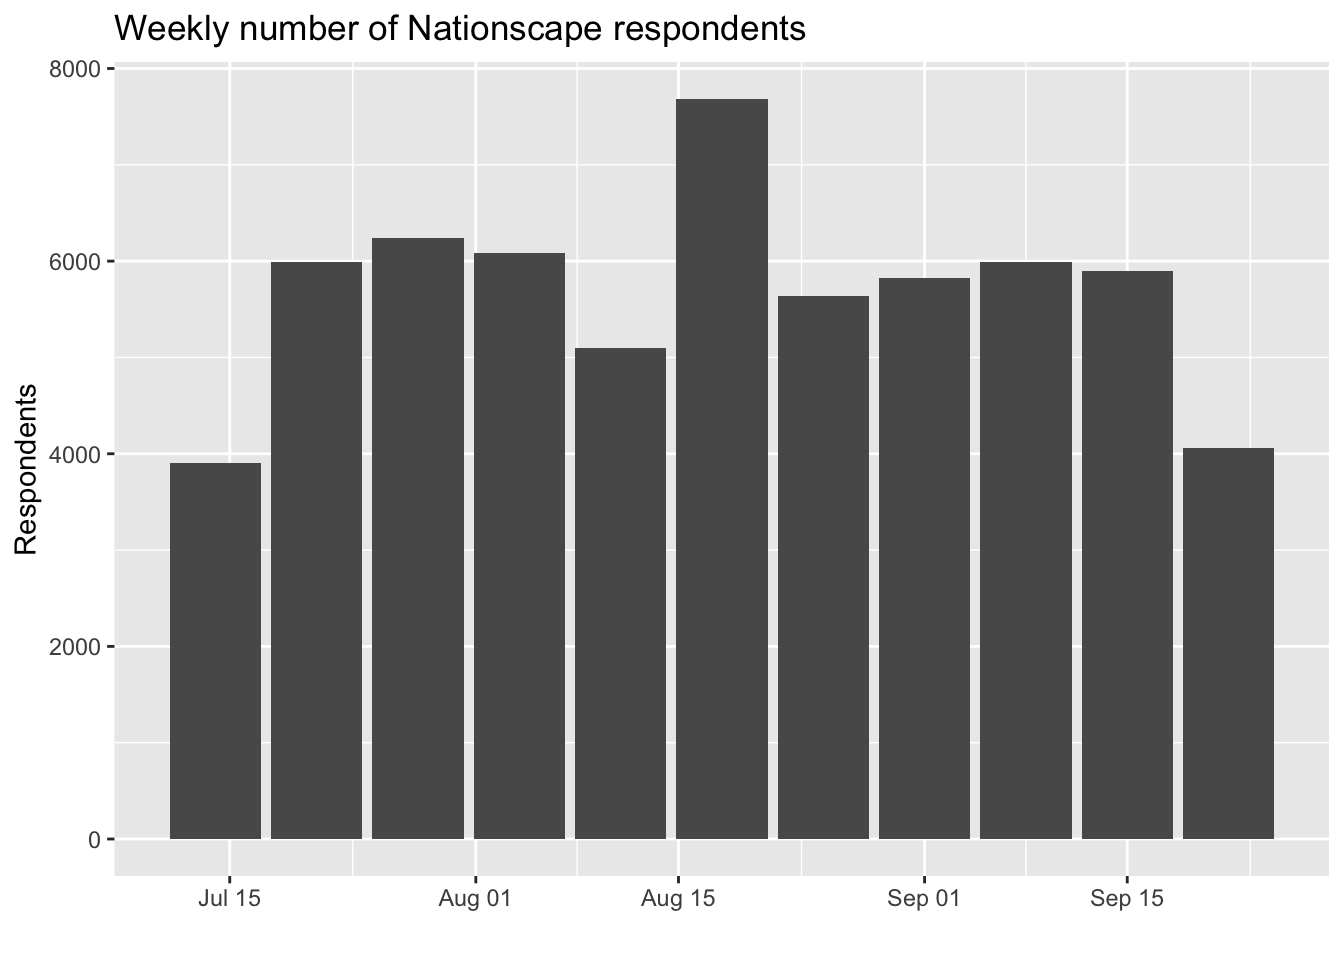 Weekly number of Nationscape respondents
8000
6000
4000
2000
0
Respondents
Jul 15 Aug 01 Aug 15 Sep 01 Sep 15